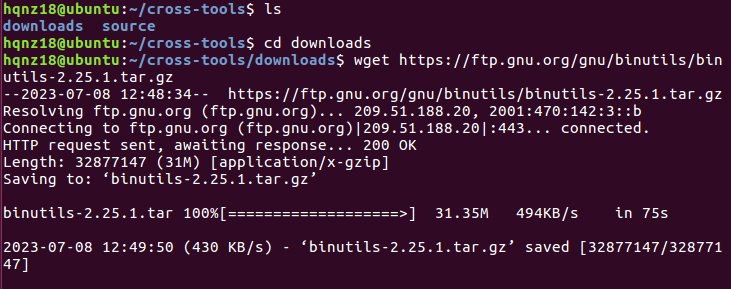 hqnz18@ubuntu:~/cross-tools$ ls
downloads  source
hqnz18@ubuntu:~/cross-tools$ cd downloads
hqnz18@ubuntu:~/cross-tools/downloads$ wget https://ftp.gnu.org/gnu/binutils/bin
utils-2.25.1.tar.gz
--2023-07-08 12:48:34--  https://ftp.gnu.org/gnu/binutils/binutils-2.25.1.tar.gz
Resolving ftp.gnu.org (ftp.gnu.org)... 209.51.188.20, 2001:470:142:3::b
Connecting to ftp.gnu.org (ftp.gnu.org)|209.51.188.20|:443... connected.
HTTP request sent, awaiting response... 200 OK
Length: 32877147 (31M) [application/x-gzip]
Saving to: ‘binutils-2.25.1.tar.gz’

binutils-2.25.1.tar 100%[===================>]  31.35M   494KB/s    in 75s

2023-07-08 12:49:50 (430 KB/s) - ‘binutils-2.25.1.tar.gz’ saved [32877147/328771
47]